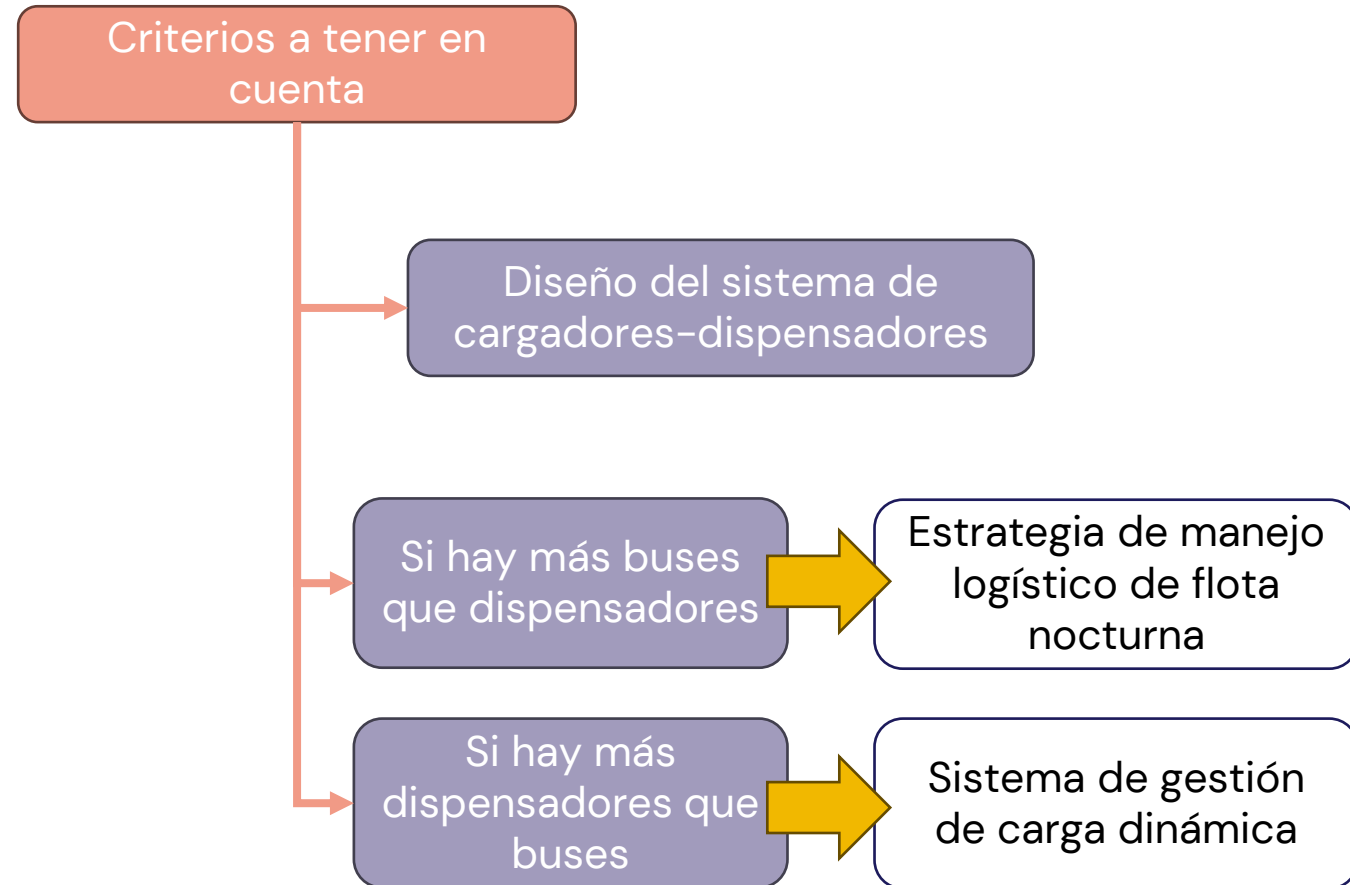 Criterios a tener en
cuenta
Diseño del sistema de
cargadores-dispensadores
Si hay más buses
que dispensadores
Estrategia de manejo
logístico de flota
nocturna
Si hay más
dispensadores que
buses
Sistema de gestión
de carga dinámica